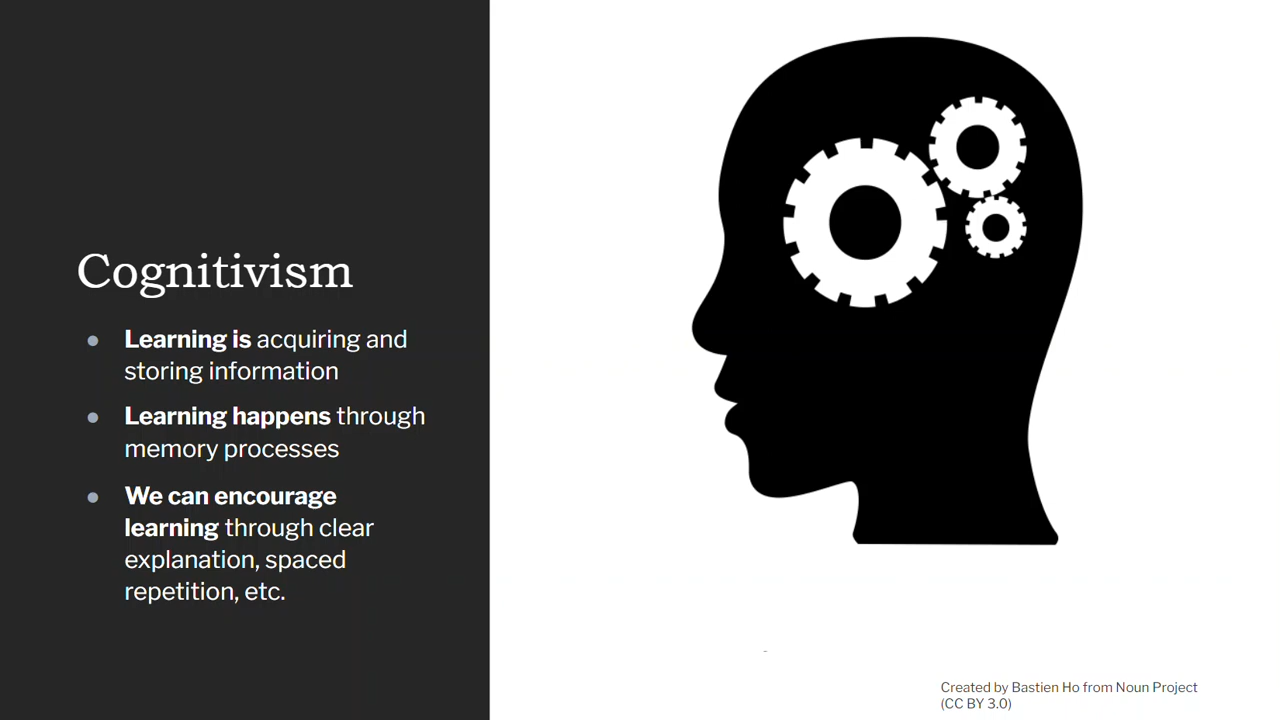 Cognitivism
● Learning is acquiring and
storing information
● Learning happens through
memory processes
● We can encourage
learning through clear
explanation, spaced
repetition, etc.
Created by Bastien Ho from Noun Project
(CC BY 3.0)